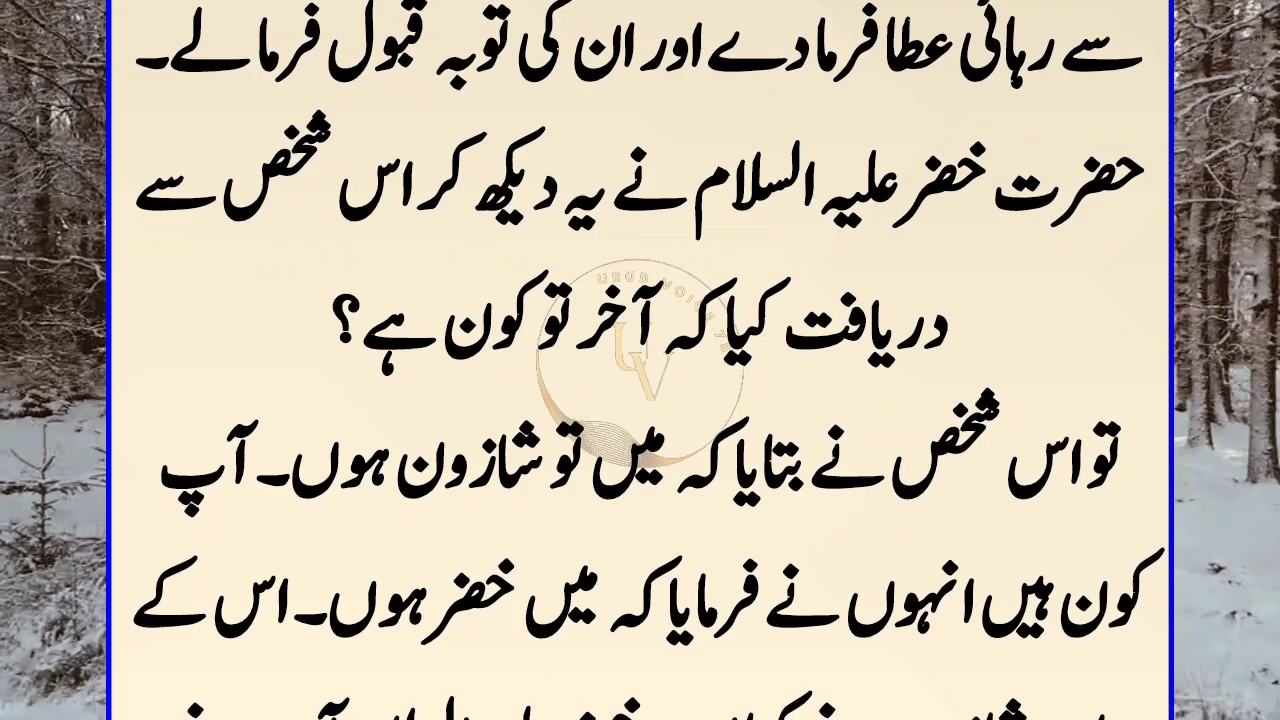 سے رہائی عطا فرما دے اور ان کی توبہ قبول فرما لے۔
حضرت خضر علیہ السلام نے یہ دیکھ کر اس شخص سے
دریافت کیا کہ آخر تو کون ہے؟
تو اس شخص نے بتایا کہ میں تو شازون ہوں۔ آپ
کون ہیں انہوں نے فرمایا کہ میں خضر ہوں۔ اس کے
UV